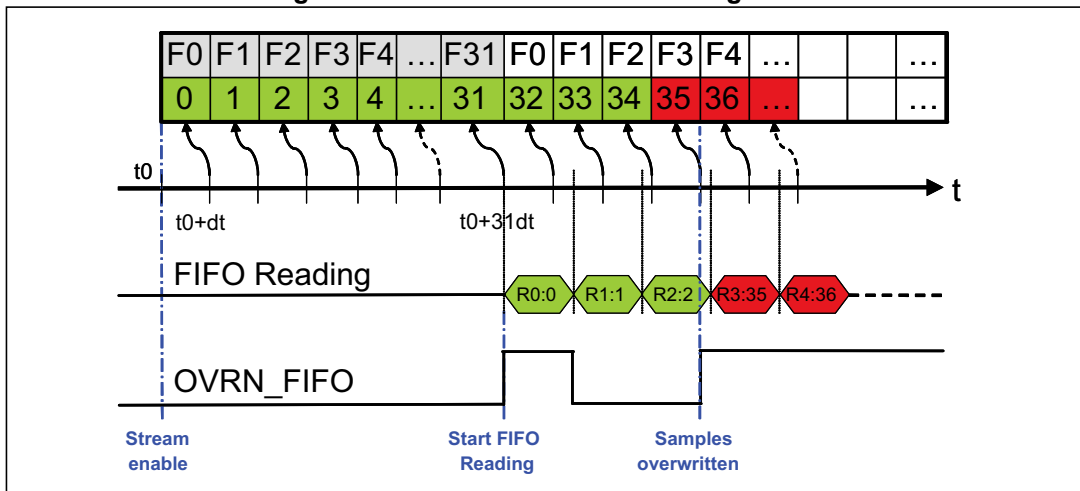 F0 F1 F2 F3 F4 ... F31 F0 F1 F2 F3 F4 ... ...
0 1 2 3 4 ... 31 32 33 34 35 36 ... ...
t0
t
t0+dt t0+31dt
FIFO Reading
R0:0 R1:1 R2:2 R3:35 R4:36
OVRN_FIFO
Stream Start FIFO Samples
enable Reading overwritten